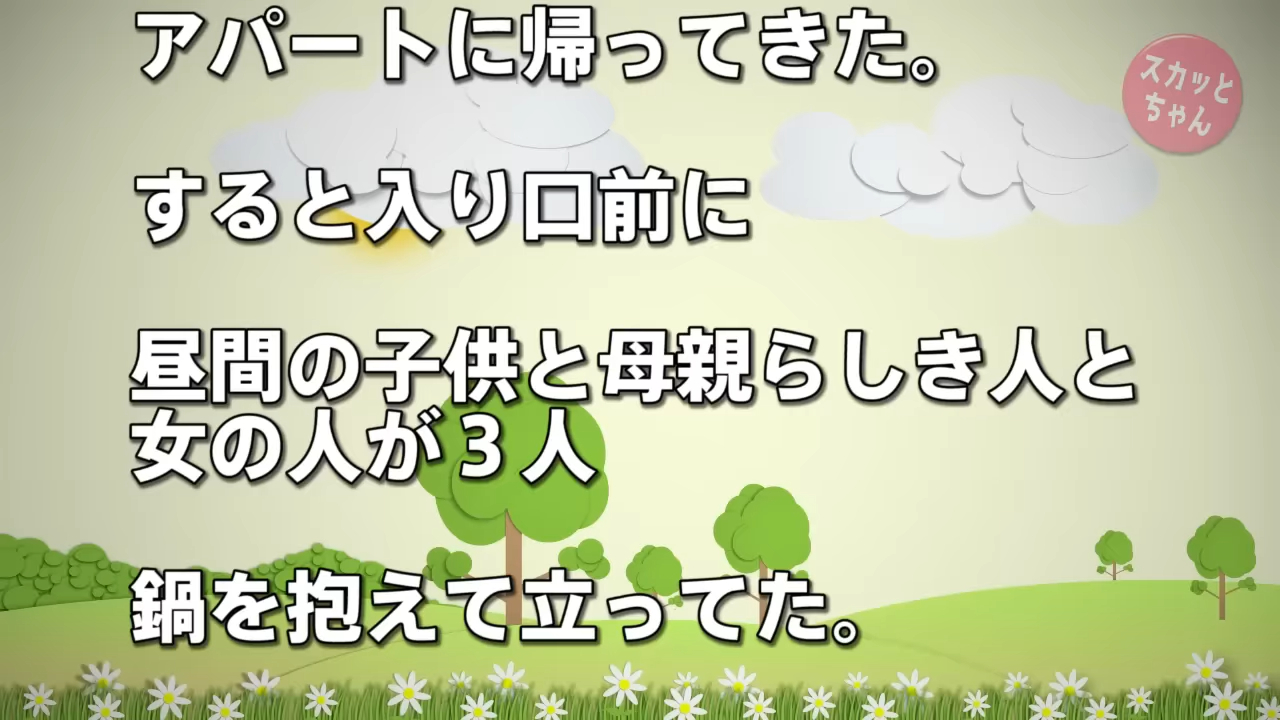 アパートに帰ってきた。
スカッと
ちゃん
すると入り口前に
昼間の子供と母親らしき人と
女の人が３人
鍋を抱えて立ってた。